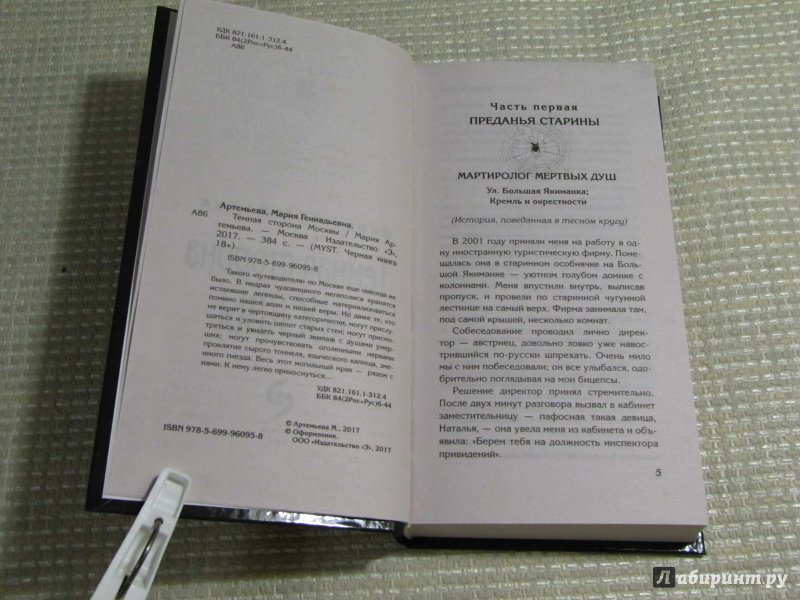 УДК 821.161.1-312.4
ББК 84(2Рос=Рус)6-44
А86
Артемьева, Мария Геннадьевна.
А86 Темная сторона Москвы / Мария Ар-
темьева. — Москва : Издательство «Э»,
2017. — 384 с. — (MYST. Черная книга
18+).
ISBN 978-5-699-96095-8
Такого «путеводителя» по Москве еще никогда не
было. В недрах чудовищного мегаполиса хранятся
истлевшие легенды, способные материализоваться
помимо нашей воли и нашей веры. Но даже те, кто
не верит в чертовщину категорически, могут прислу-
шаться и уловить шепот старых стен; могут присмо-
треться и увидеть черный экипаж с душами умер-
ших; могут прочувствовать оголенными нервами
проклятие сырого тоннеля, языческого капища, зме-
иного гнезда. Весь этот могильный мрак — рядом с
нами. К нему легко прикоснуться...
УДК 821.161.1-312.4
ББК 84(2Рос=Рус)6-44
© Артемьева М., 2017
© Оформление.
ISBN 978-5-699-96095-8 ООО «Издательство «Э», 2017
Часть первая
ПРЕДАНЬЯ СТАРИНЫ
МАРТИРОЛОГ МЕРТВЫХ ДУШ
Ул. Большая Якиманка;
Кремль и окрестности
(История, поведанная в тесном кругу)
В 2001 году приняли меня на работу в од-
ну иностранную туристическую фирму. Поме-
щалась она в старинном особнячке на Боль-
шой Якиманке — уютном голубом домике с
колоннами. Меня впустили внутрь, выписав
пропуск, и провели по старинной чугунной
лестнице на самый верх. Фирма занимала там,
под самой крышей, несколько комнат.
Собеседование проводил лично дирек-
тор — австриец, довольно ловко уже навос-
трившийся по-русски шпрехать. Очень мило
мы с ним побеседовали; он все улыбался, одо-
брительно поглядывая на мои бицепсы.
Решение директор принял стремительно.
После двух минут разговора вызвал в кабинет
заместительницу — пафосная такая девица,
Наталья, — она увела меня из кабинета и объ-
явила: «Берем тебя на должность инспектора
привидений».
5
Лабиринт.ру